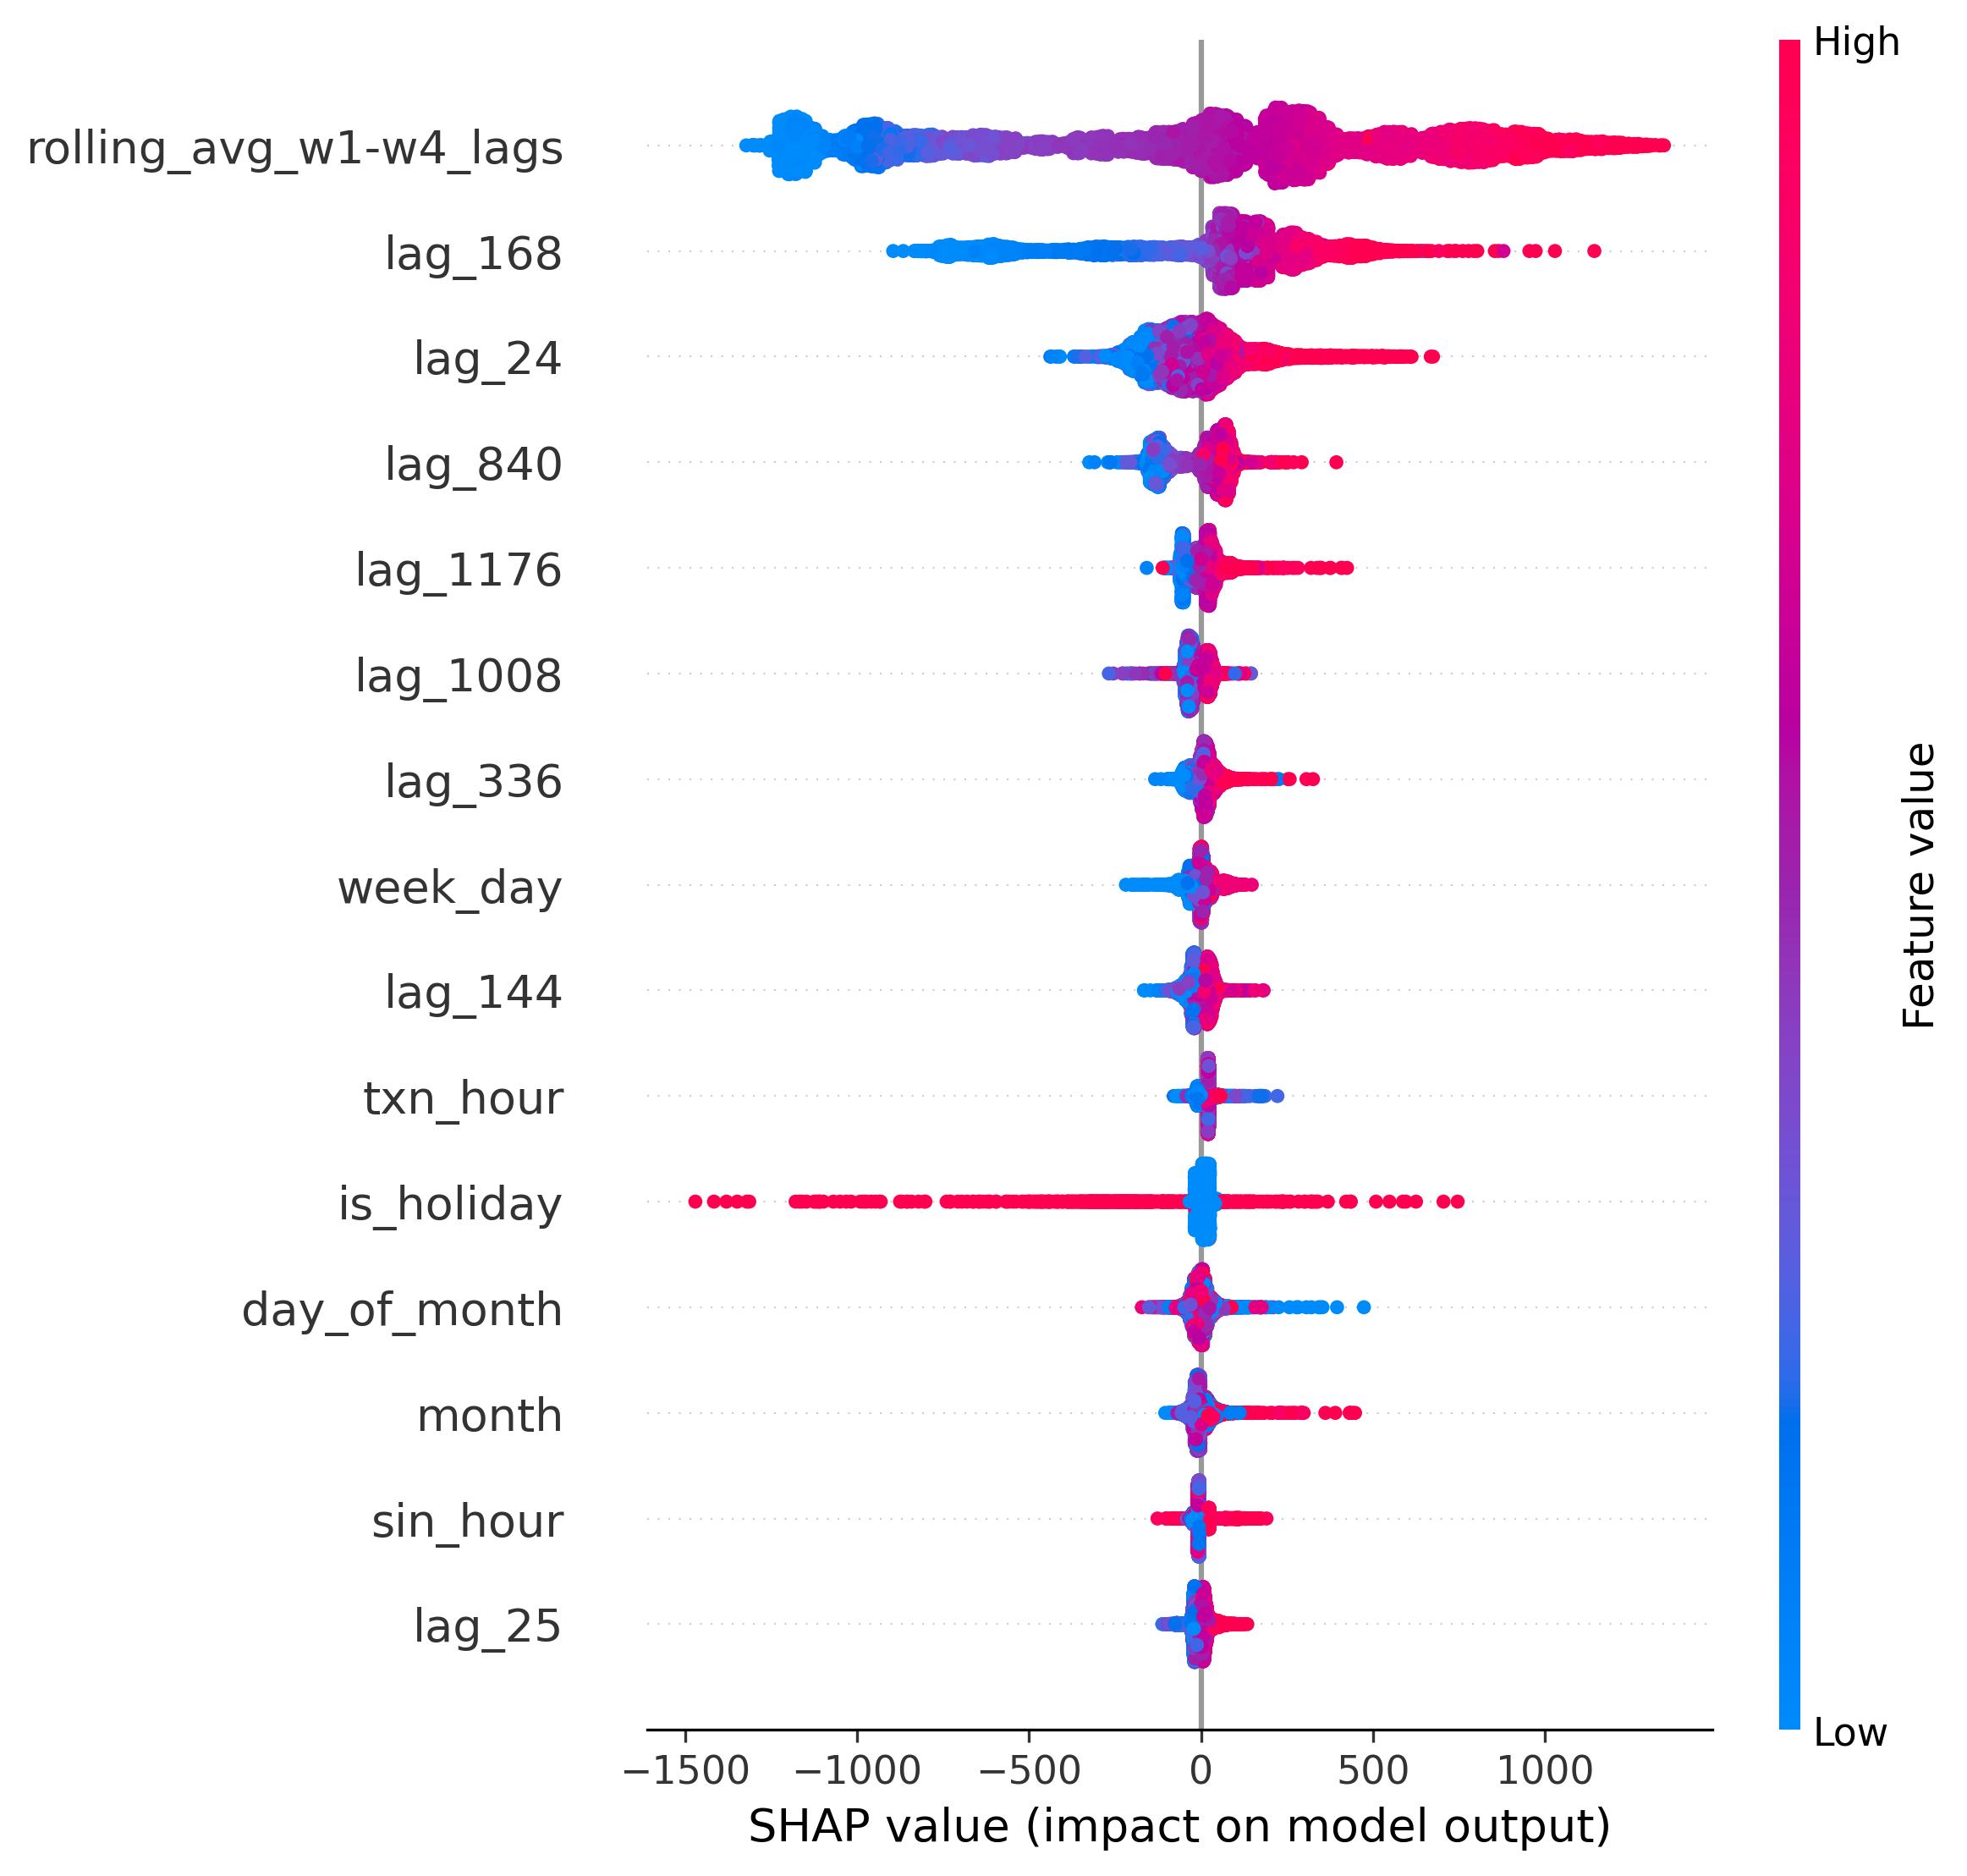 High
rolling_avg_w1-w4_lags
lag_168
lag_24
lag_840
lag_1176
lag_1008
lag_336
week_day
lag_144
txn_hour
is_holiday
day_of_month
month
sin_hour
lag_25
Feature value
Low
−1500 −1000 −500 0 500 1000
SHAP value (impact on model output)